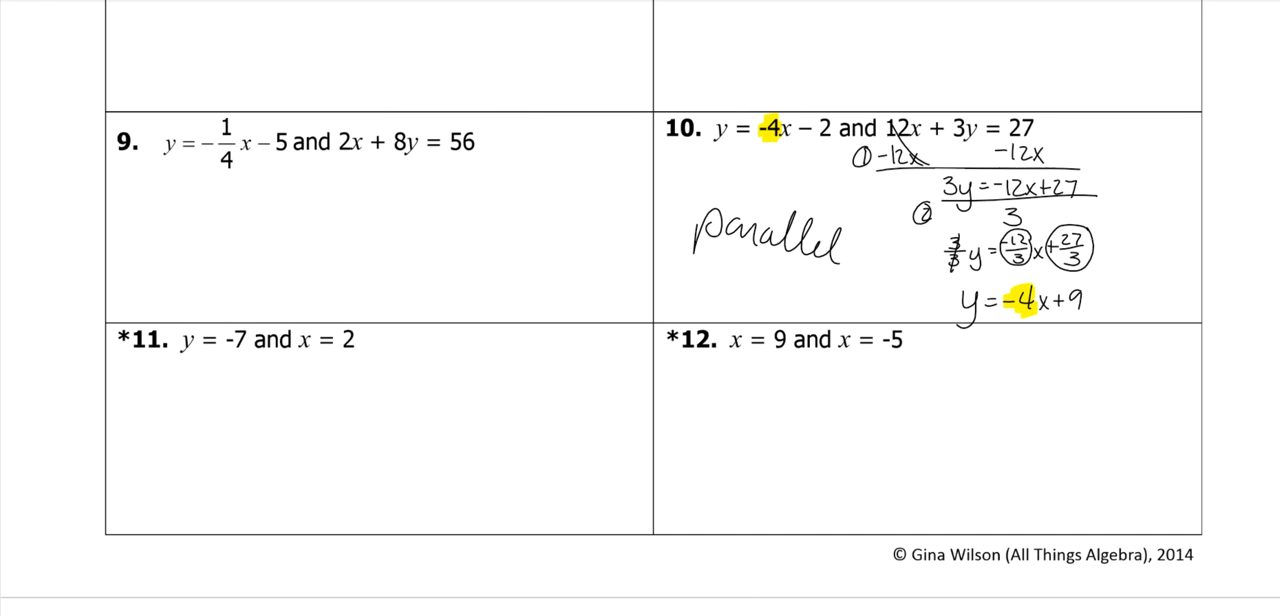 9. y = -1/4 x - 5 and 2x + 8y = 56
10. y = -4x - 2 and 12x + 3y = 27
① -12x -12x
3y = -12x+27
② 3
parallel
3/3 y = -12/3 x + 27/3
y = -4x+9
*11. y = -7 and x = 2
*12. x = 9 and x = -5
© Gina Wilson (All Things Algebra), 2014